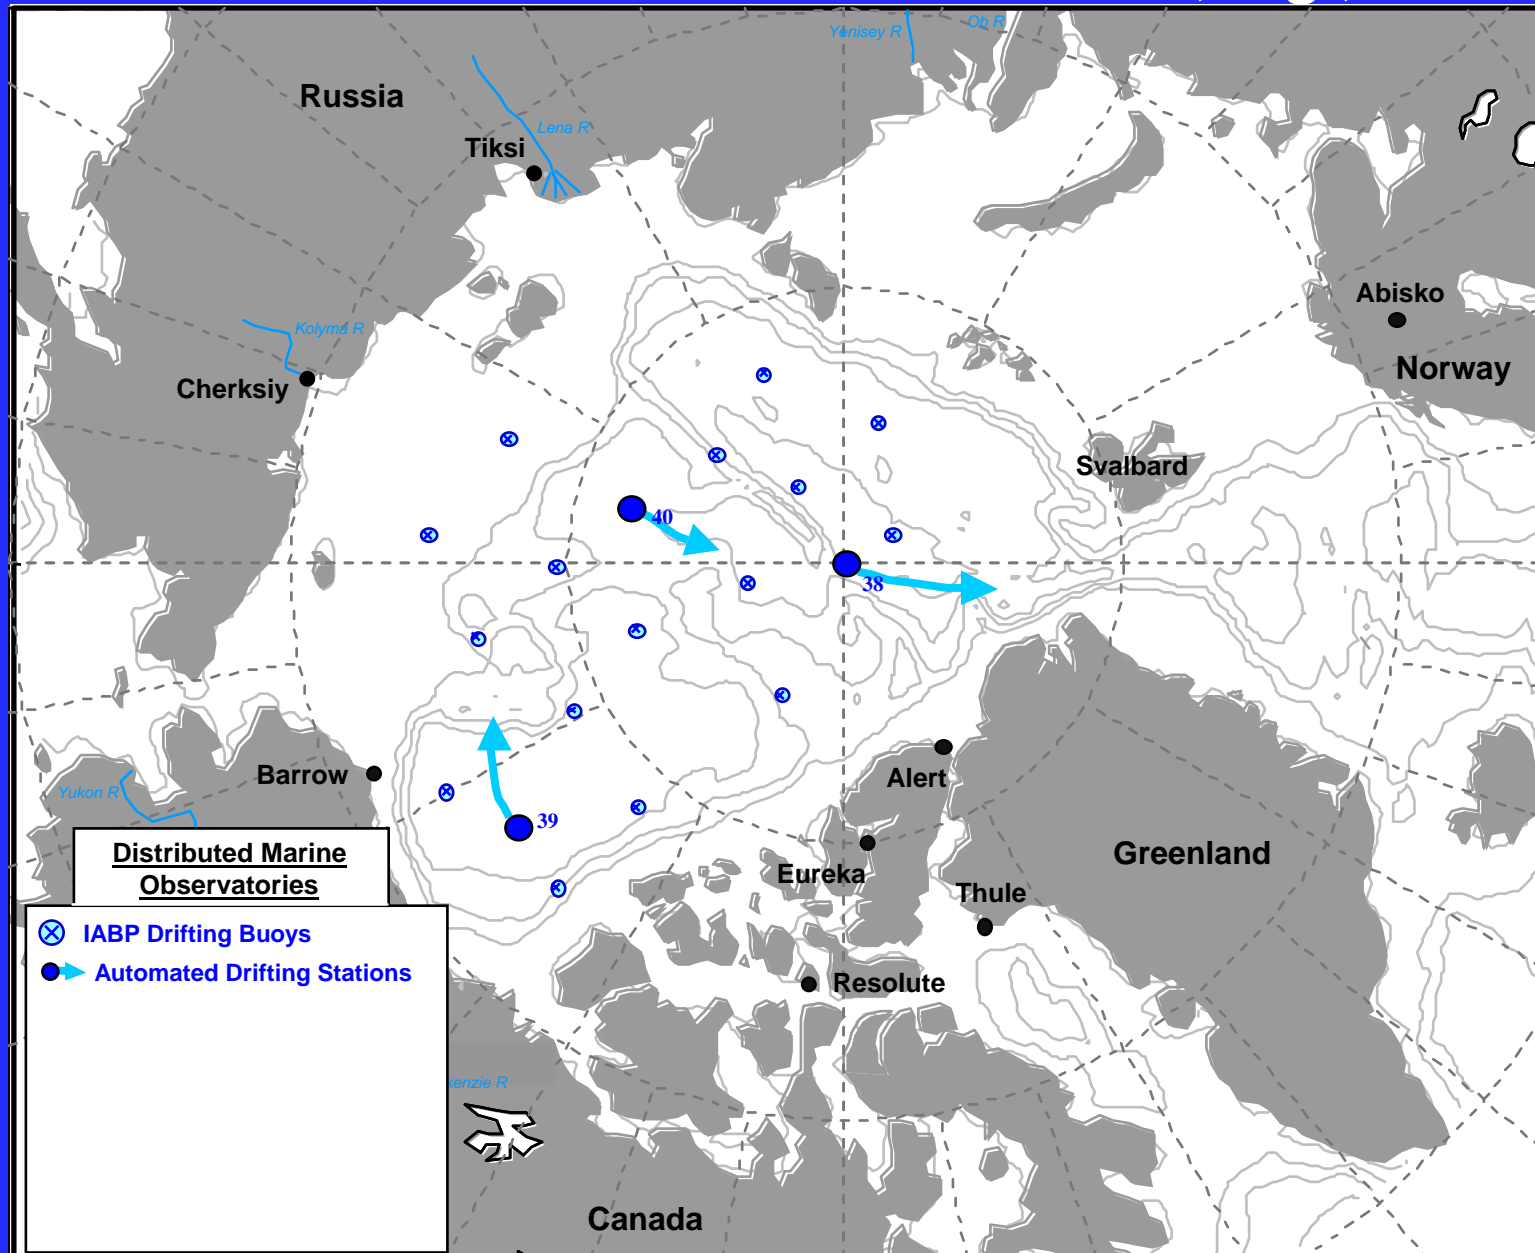 Yenisey R
Ob R
Russia
Lena R
Tiksi
Abisko
Kolyma R
Norway
Cherksiy
Svalbard
40
38
Barrow
Alert
Yukon R
39
Greenland
Distributed Marine
Observatories
Eureka
Thule
IABP Drifting Buoys
Automated Drifting Stations
Resolute
kenzie R
Canada